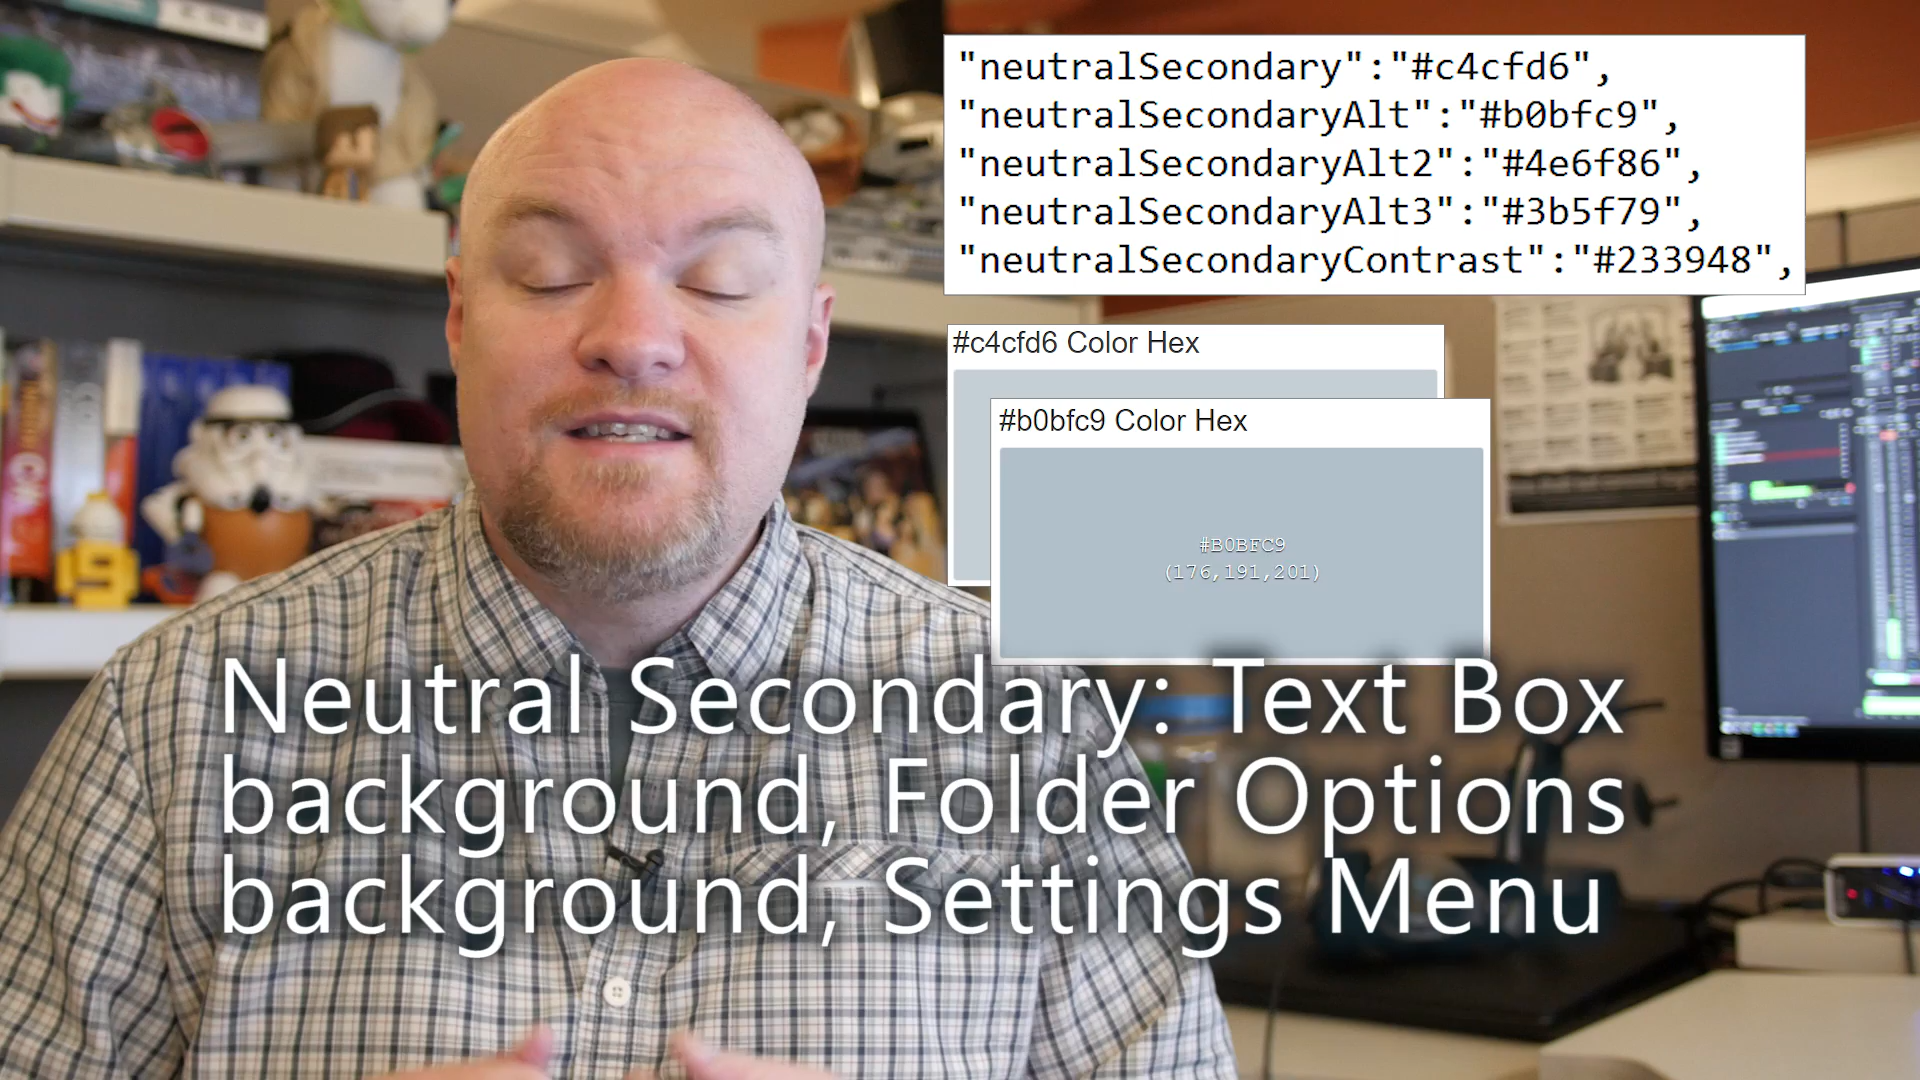 "neutralSecondary":"#c4cfd6",
"neutralSecondaryAlt":"#b0bfc9",
"neutralSecondaryAlt2":"#4e6f86",
"neutralSecondaryAlt3":"#3b5f79",
"neutralSecondaryContrast":"#233948",
#c4cfd6 Color Hex
#b0bfc9 Color Hex
#B0BFC9
(176,191,201)
Neutral Secondary: Text Box
background, Folder Options
background, Settings Menu